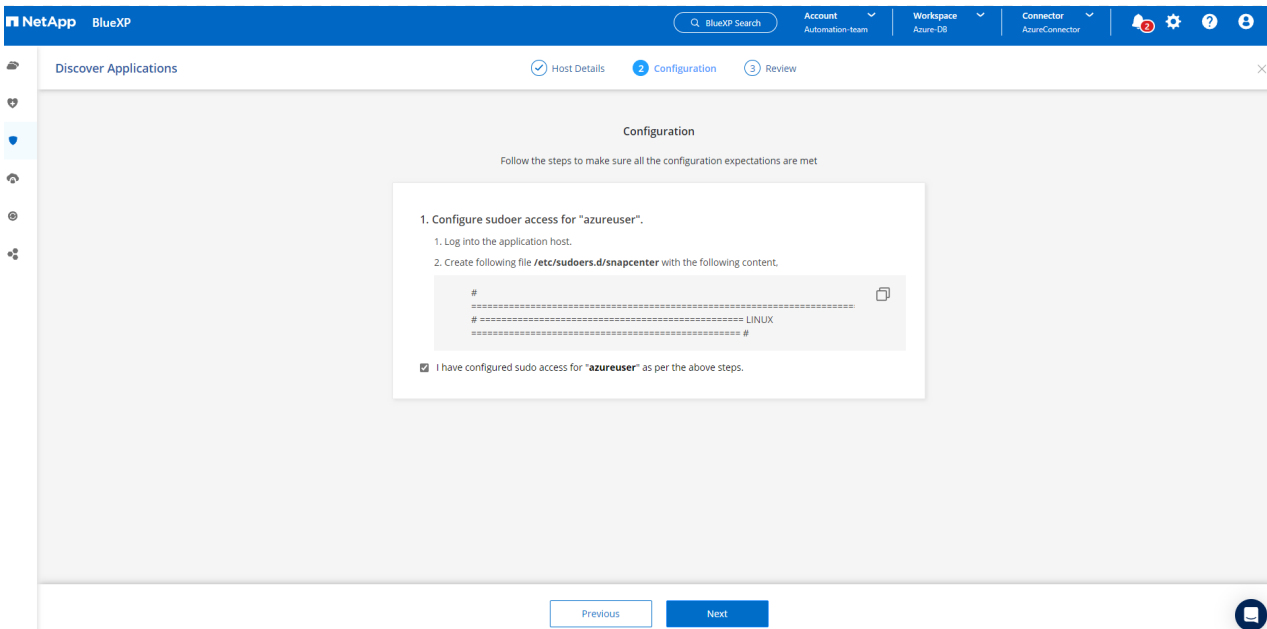 NetApp BlueXP
BlueXP Search
Account
Automation-team
Workspace
Azure-DB
Connector
AzureConnector
2
Discover Applications
Host Details
2 Configuration
3 Review
Configuration
Follow the steps to make sure all the configuration expectations are met
1. Configure sudoer access for "azureuser".
1. Log into the application host.
2. Create following file /etc/sudoers.d/snapcenter with the following content,
#
========================================================================
# ================================================== LINUX
================================================== #
I have configured sudo access for "azureuser" as per the above steps.
Previous
Next